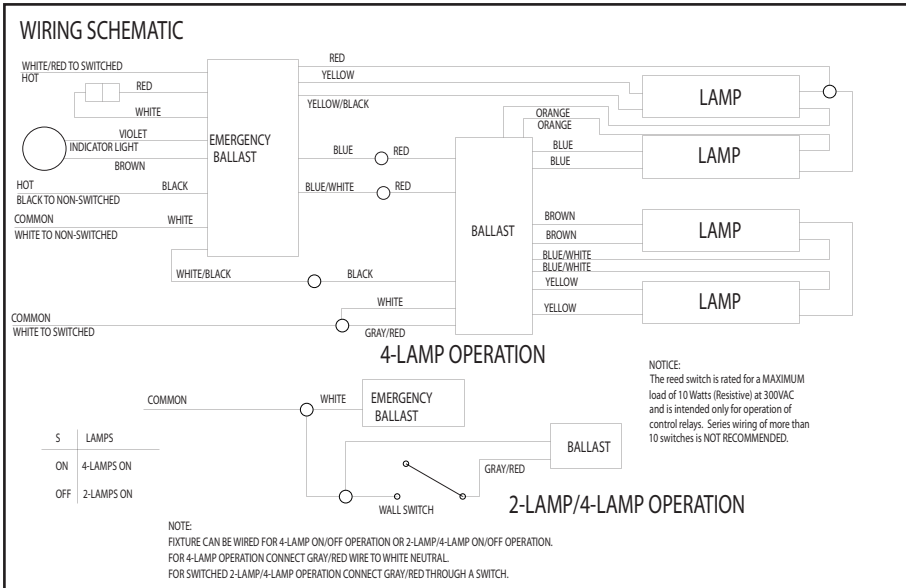 WIRING SCHEMATIC
WHITE/RED TO SWITCHED
HOT
RED
WHITE
VIOLET
INDICATOR LIGHT
BROWN
HOT
BLACK
BLACK TO NON-SWITCHED
COMMON
WHITE
WHITE TO NON-SWITCHED
EMERGENCY
BALLAST
RED
YELLOW
YELLOW/BLACK
BLUE
RED
BLUE/WHITE
RED
WHITE/BLACK
BLACK
WHITE
COMMON
WHITE TO SWITCHED
GRAY/RED
BALLAST
ORANGE
ORANGE
BLUE
BLUE
BROWN
BROWN
BLUE/WHITE
BLUE/WHITE
YELLOW
YELLOW
LAMP
LAMP
LAMP
LAMP
4-LAMP OPERATION
NOTICE:
The reed switch is rated for a MAXIMUM
load of 10 Watts (Resistive) at 300VAC
and is intended only for operation of
control relays. Series wiring of more than
10 switches is NOT RECOMMENDED.
COMMON
WHITE
EMERGENCY
BALLAST
BALLAST
GRAY/RED
WALL SWITCH
S LAMPS
ON 4-LAMPS ON
OFF 2-LAMPS ON
2-LAMP/4-LAMP OPERATION
NOTE:
FIXTURE CAN BE WIRED FOR 4-LAMP ON/OFF OPERATION OR 2-LAMP/4-LAMP ON/OFF OPERATION.
FOR 4-LAMP OPERATION CONNECT GRAY/RED WIRE TO WHITE NEUTRAL.
FOR SWITCHED 2-LAMP/4-LAMP OPERATION CONNECT GRAY/RED THROUGH A SWITCH.